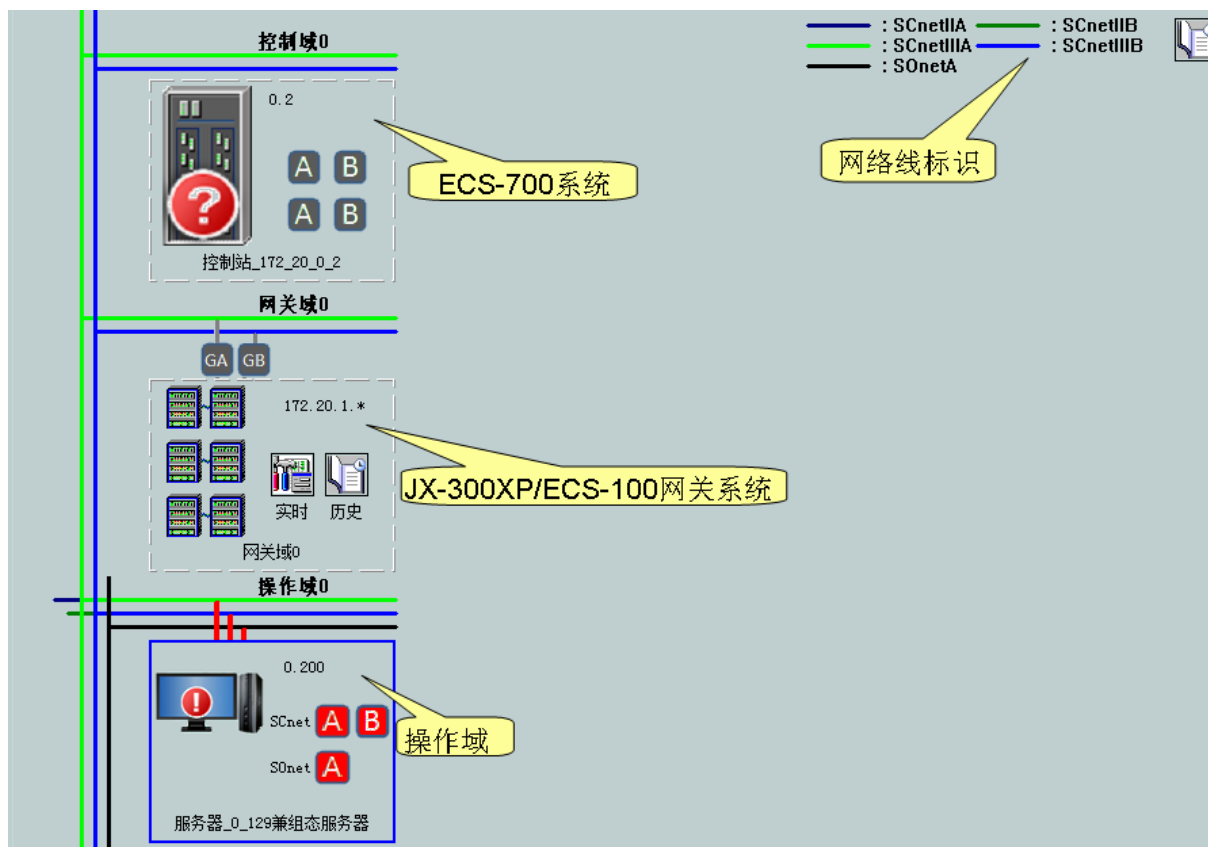 控制域0
: SCnetIIA
: SCnetIIB
: SCnetIIIA
: SCnetIIIB
: SOnetA
网络线标识
0.2
A B
A B
ECS-700系统
控制站_172_20_0_2
网关域0
GA GB
172.20.1.*
JX-300XP/ECS-100网关系统
实时 历史
网关域0
操作域0
0.200
SCnet A B
操作域
SOnet A
服务器_0_129兼组态服务器